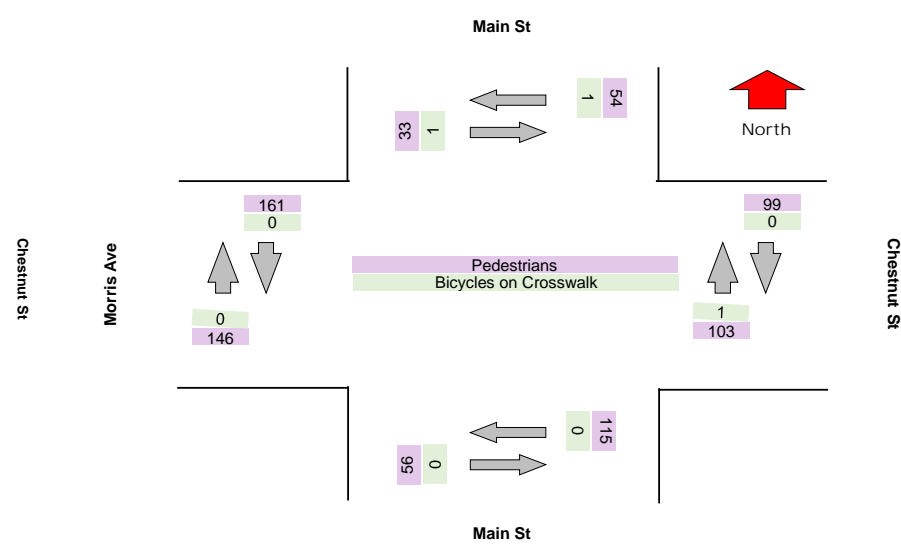 Main St
54
1
33
1
North
161
0
99
0
Chestnut St
Morris Ave
Pedestrians
Bicycles on Crosswalk
Chestnut St
0
146
1
103
115
0
56
0
Main St